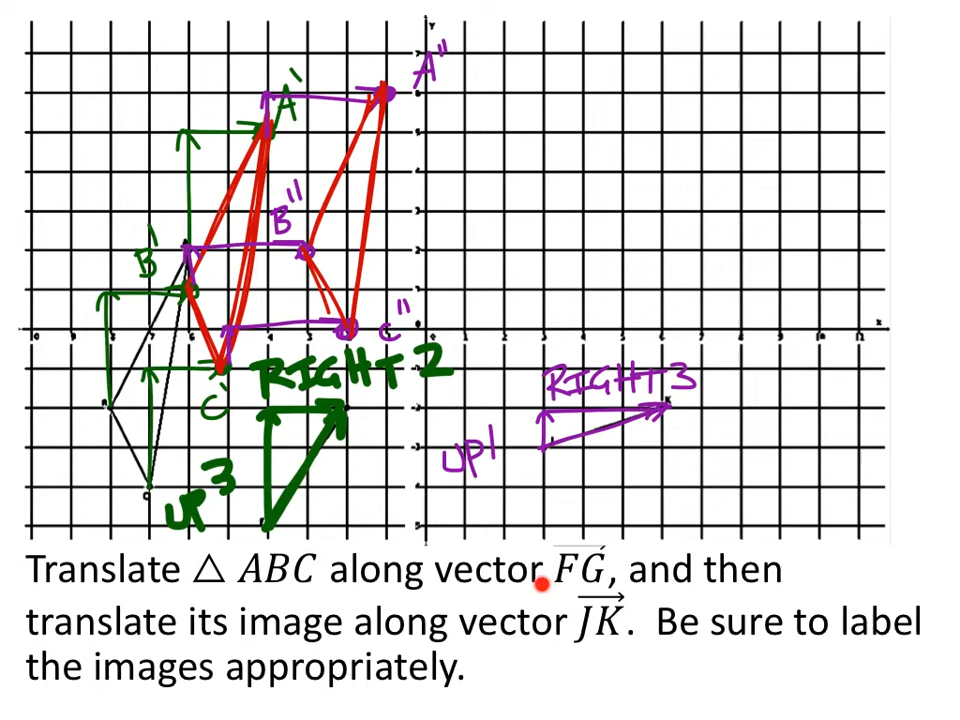 Y
A''
A'
B''
B'
C''
x
RIGHT 2
RIGHT 3
C'
UP 1
UP 3
Translate △ ABC along vector FG, and then
translate its image along vector JK. Be sure to label
the images appropriately.